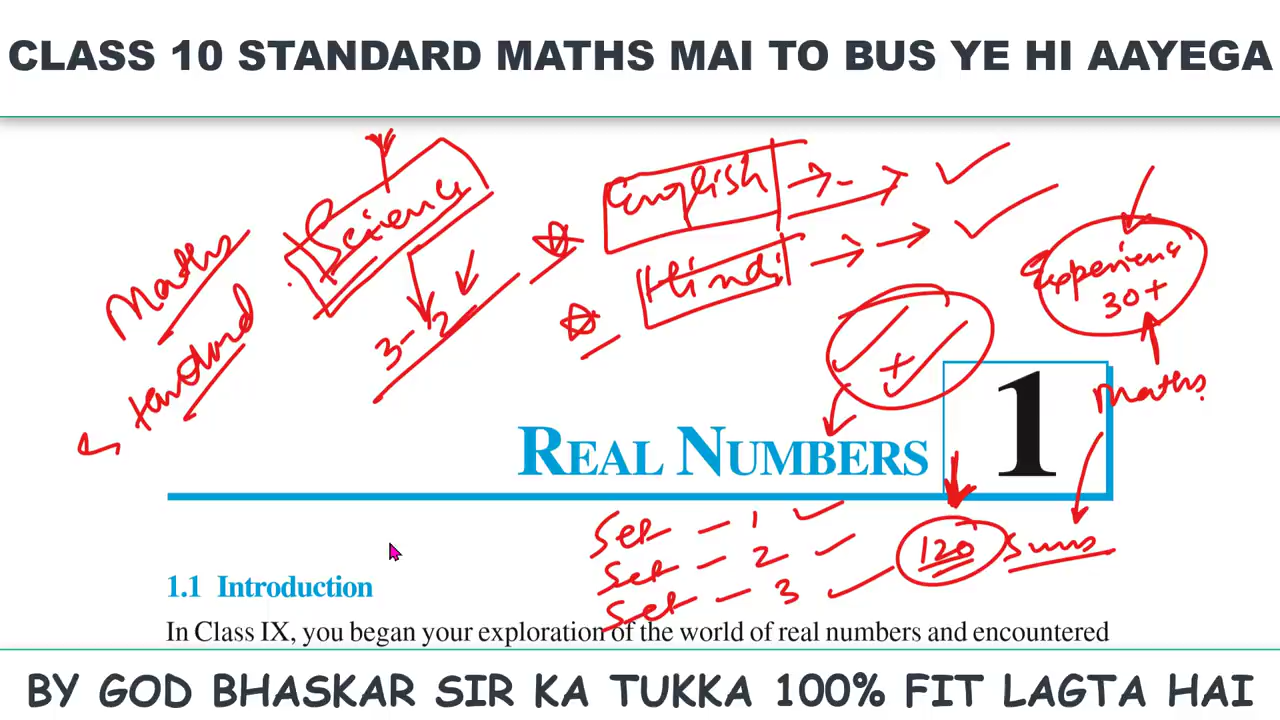 CLASS 10 STANDARD MATHS MAI TO BUS YE HI AAYEGA
Science
English
Maths
Hindi
3-2
30+
Maths
REAL NUMBERS 1
Set - 1
Set - 2
Set - 3
120 Sums
1.1 Introduction
In Class IX, you began your exploration of the world of real numbers and encountered
BY GOD BHASKAR SIR KA TUKKA 100% FIT LAGTA HAI